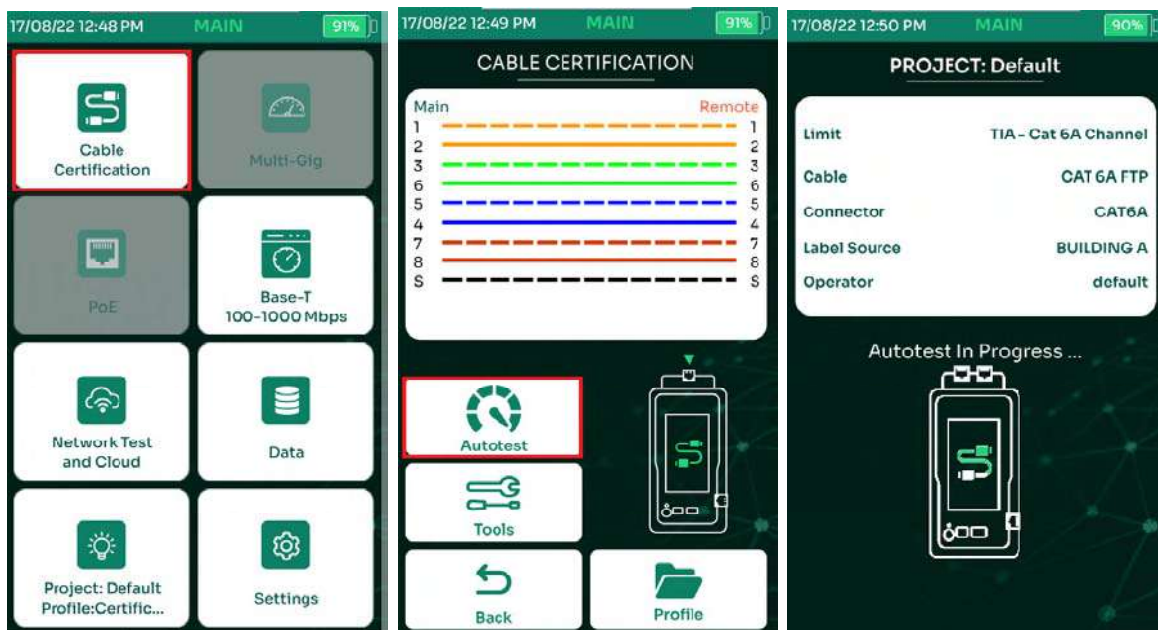 17/08/22 12:48 PM MAIN 91%
Cable
Certification
Multi-Gig
PoE
Base-T
100-1000 Mbps
Network Test
and Cloud
Data
Project: Default
Profile:Certific...
Settings
17/08/22 12:49 PM MAIN 91%
CABLE CERTIFICATION
Main Remote
1 1
2 2
3 3
6 6
5 5
4 4
7 7
8 8
S S
Autotest
Tools
Back
Profile
17/08/22 12:50 PM MAIN 90%
PROJECT: Default
Limit TIA - Cat 6A Channel
Cable CAT 6A FTP
Connector CAT6A
Label Source BUILDING A
Operator default
Autotest In Progress ...